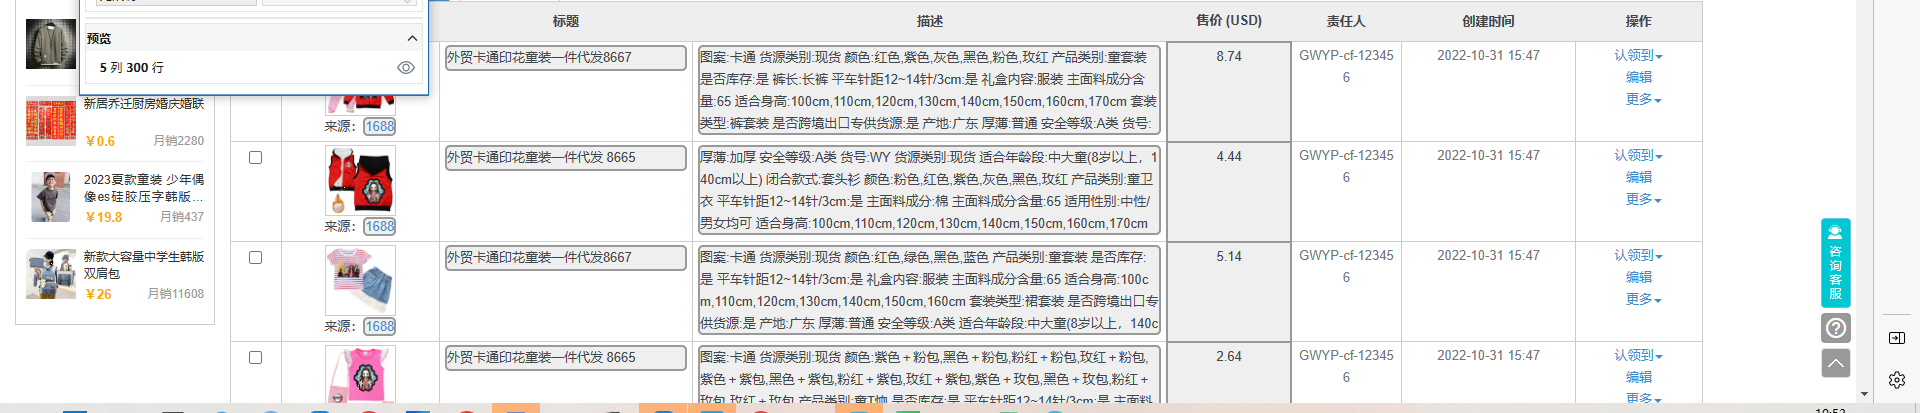 标题 描述 售价 (USD) 责任人 创建时间 操作
预览
5 列 300 行
新居乔迁厨房婚庆婚联
￥0.6 月销2280
2023夏款童装 少年偶
像es硅胶压字韩版…
￥19.8 月销437
新款大容量中学生韩版
双肩包
￥26 月销11608
来源：1688
外贸卡通印花童装一件代发8667
图案:卡通 货源类别:现货 颜色:红色,紫色,灰色,黑色,粉色,玫红 产品类别:童套装
是否库存:是 裤长:长裤 平车针距12~14针/3cm:是 礼盒内容:服装 主面料成分含
量:65 适合身高:100cm,110cm,120cm,130cm,140cm,150cm,160cm,170cm 套装
类型:裤套装 是否跨境出口专供货源:是 产地:广东 厚薄:普通 安全等级:A类 货号:
8.74
GWYP-cf-12345
6
2022-10-31 15:47
认领到
编辑
更多
来源：1688
外贸卡通印花童装一件代发 8665
厚薄:加厚 安全等级:A类 货号:WY 货源类别:现货 适合年龄段:中大童(8岁以上，1
40cm以上) 闭合款式:套头衫 颜色:粉色,红色,紫色,灰色,黑色,玫红 产品类别:童卫
衣 平车针距12~14针/3cm:是 主面料成分:棉 主面料成分含量:65 适用性别:中性/
男女均可 适合身高:100cm,110cm,120cm,130cm,140cm,150cm,160cm,170cm
4.44
GWYP-cf-12345
6
2022-10-31 15:47
认领到
编辑
更多
来源：1688
外贸卡通印花童装一件代发8667
图案:卡通 货源类别:现货 颜色:红色,绿色,黑色,蓝色 产品类别:童套装 是否库存:
是 平车针距12~14针/3cm:是 礼盒内容:服装 主面料成分含量:65 适合身高:100c
m,110cm,120cm,130cm,140cm,150cm,160cm 套装类型:裙套装 是否跨境出口专
供货源:是 产地:广东 厚薄:普通 安全等级:A类 适合年龄段:中大童(8岁以上，140c
5.14
GWYP-cf-12345
6
2022-10-31 15:47
认领到
编辑
更多
外贸卡通印花童装一件代发 8665
图案:卡通 货源类别:现货 颜色:紫色＋粉包,黑色＋粉包,粉红＋粉包,玫红＋粉包,
紫色＋紫包,黑色＋紫包,粉红＋紫包,玫红＋紫包,紫色＋玫包,黑色＋玫包,粉红＋
玫包,玫红＋玫包 产品类别:童T恤 是否库存:是 平车针距12~14针/3cm:是 主面料
2.64
GWYP-cf-12345
6
2022-10-31 15:47
认领到
编辑
更多
咨
询
客
服